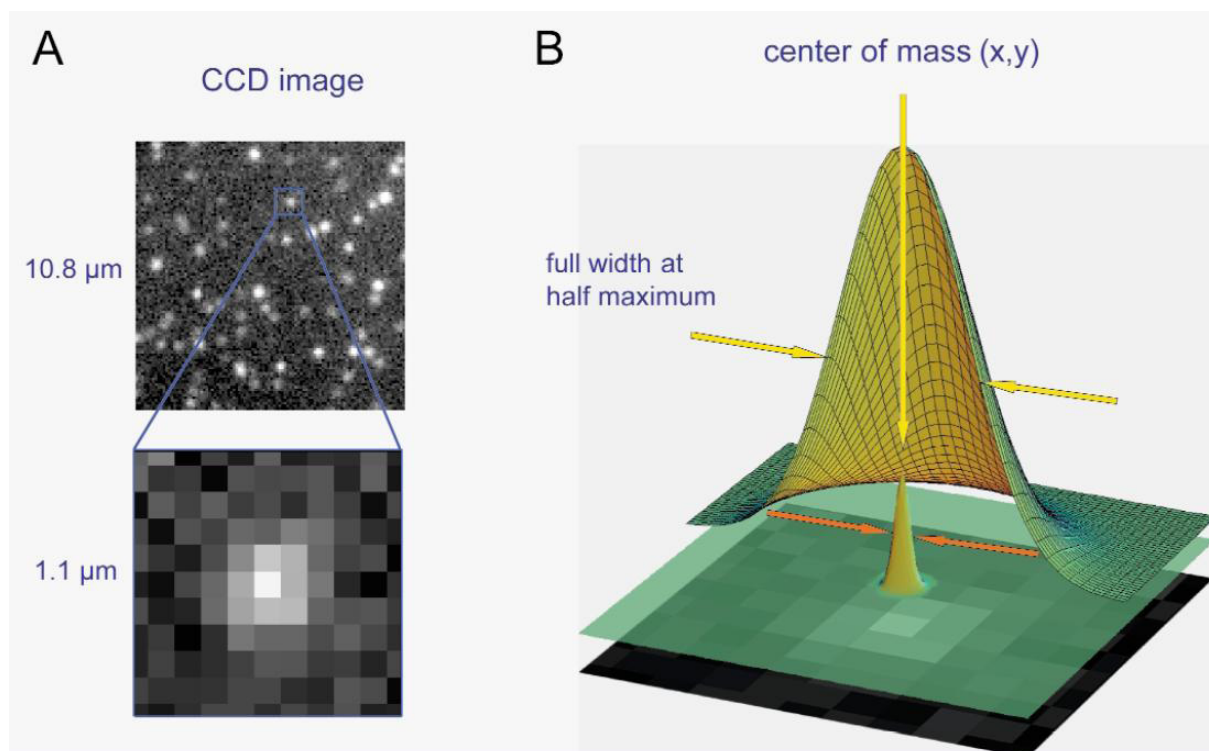 A
CCD image
10.8 µm
1.1 µm
B
center of mass (x,y)
full width at
half maximum